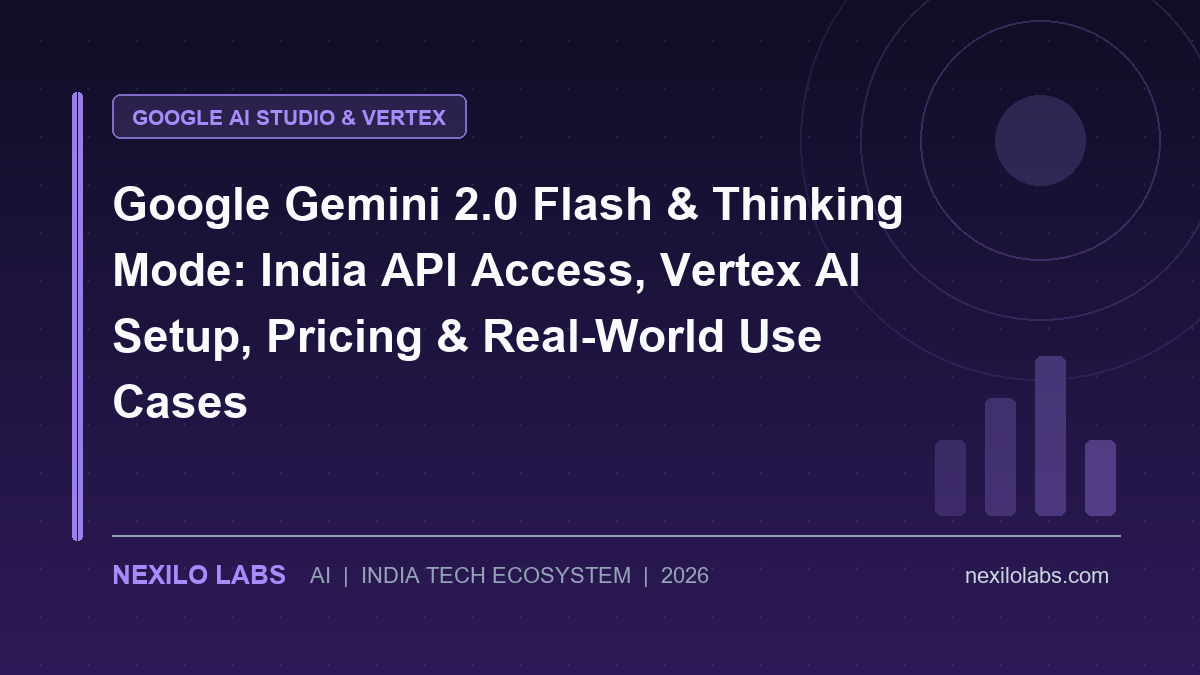 GOOGLE AI STUDIO & VERTEX
Google Gemini 2.0 Flash & Thinking
Mode: India API Access, Vertex AI
Setup, Pricing & Real-World Use
Cases
NEXILO LABS AI | INDIA TECH ECOSYSTEM | 2026 nexilolabs.com